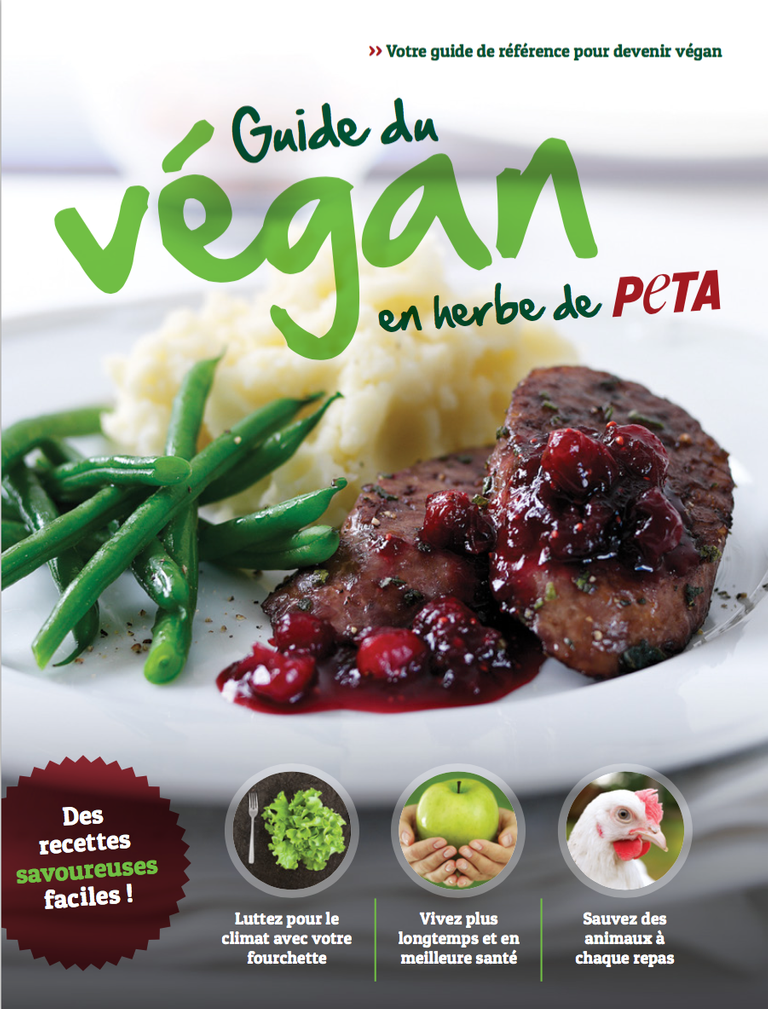 ›› Votre guide de référence pour devenir végan
Guide du
végan
en herbe de PeTA
Des
recettes
savoureuses
faciles !
Luttez pour le
climat avec votre
fourchette
Vivez plus
longtemps et en
meilleure santé
Sauvez des
animaux à
chaque repas